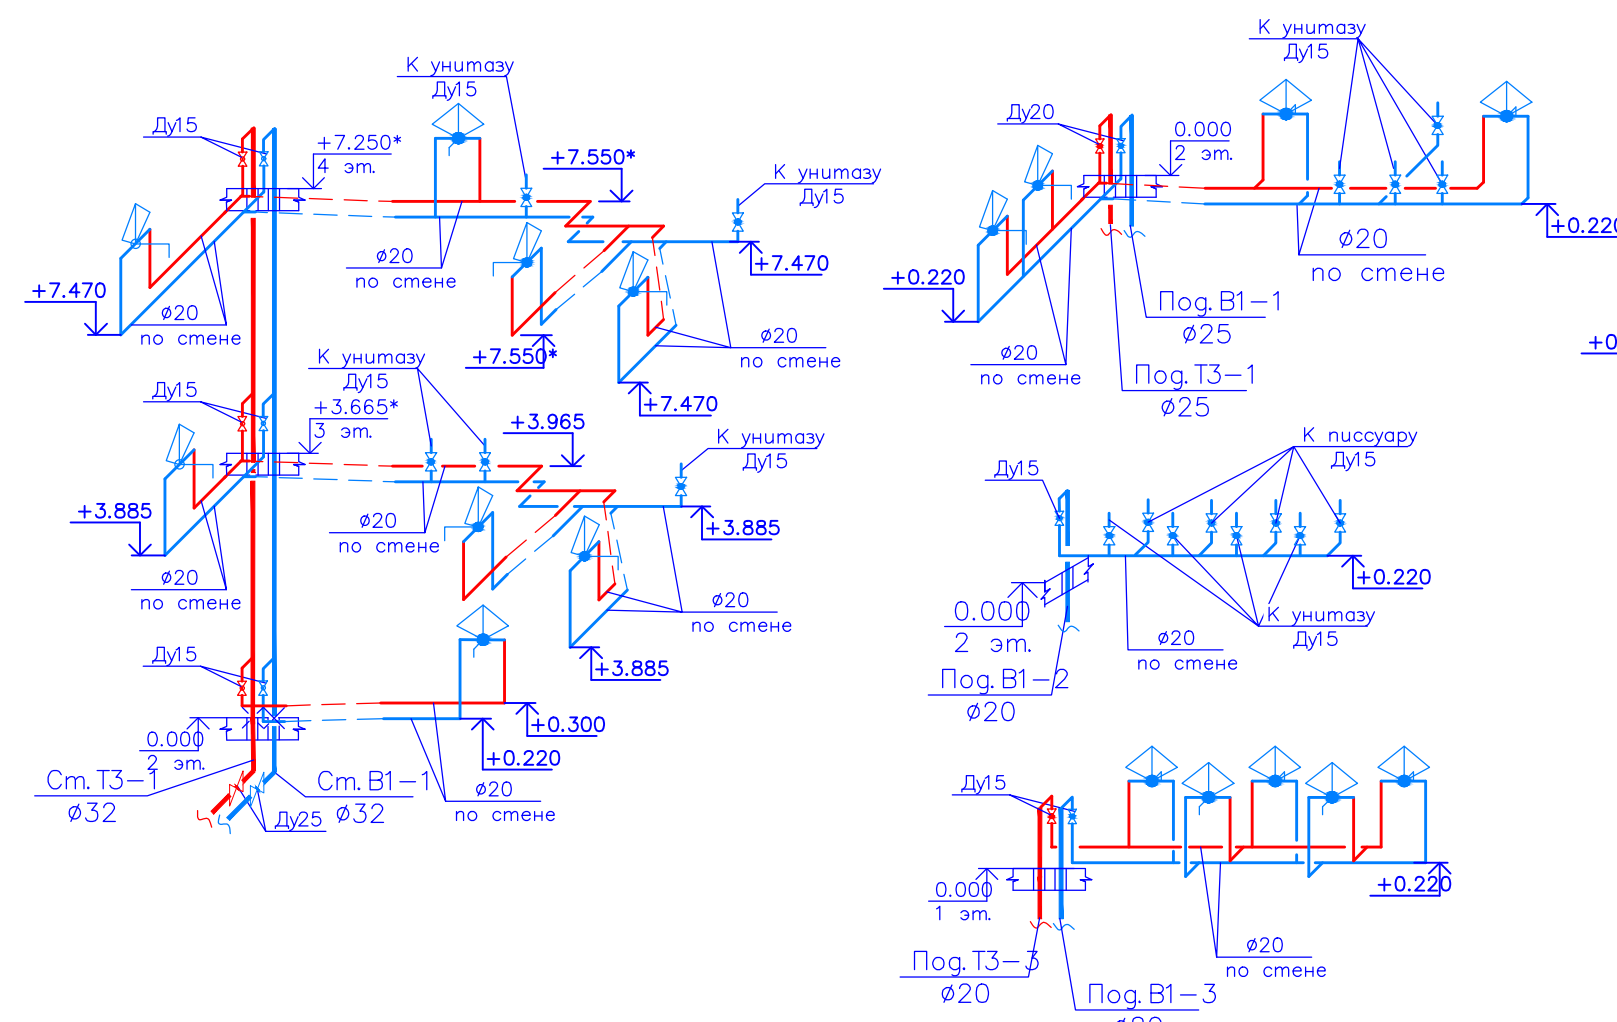 К унитазу
Ду15
Ду15
+7.250*
4 эт.
+7.550*
К унитазу
Ду15
+7.470
ø20
по стене
ø20
по стене
+7.470
ø20
по стене
+7.550*
+7.470
К унитазу
Ду15
Ду15
+3.665*
3 эт.
+3.965
К унитазу
Ду15
+3.885
ø20
по стене
+3.885
ø20
по стене
ø20
по стене
+3.885
Ду15
0.000
2 эт.
+0.300
+0.220
Ст. Т3-1
ø32
Ст. В1-1
ø32
Ду25
ø20
по стене
К унитазу
Ду15
Ду20
0.000
2 эт.
+0.220
ø20
по стене
+0.220
Под. В1-1
ø25
ø20
по стене
Под. Т3-1
ø25
К писсуару
Ду15
Ду15
+0.220
0.000
2 эт.
К унитазу
Ду15
ø20
по стене
Под. В1-2
ø20
Ду15
0.000
1 эт.
+0.220
ø20
по стене
Под. Т3-3
ø20
Под. В1-3